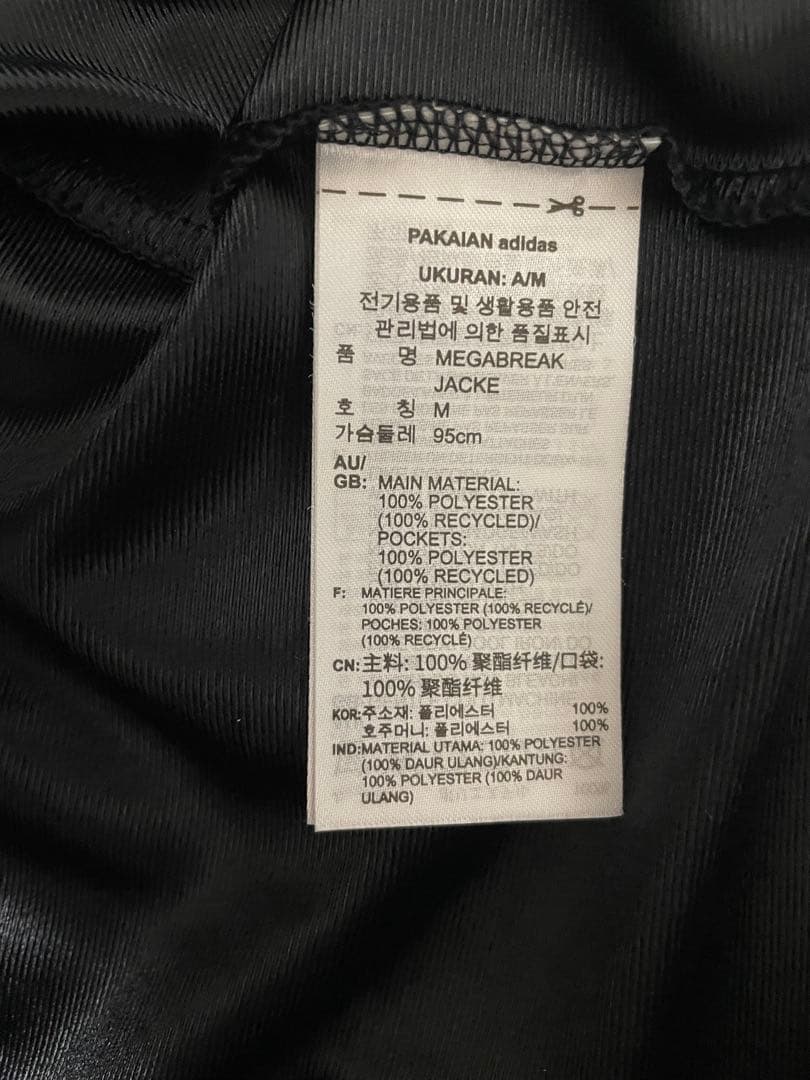 PAKAIAN adidas
UKURAN: A/M
전기용품 및 생활용품 안전
관리법에 의한 품질표시
품 명 MEGABREAK
JACKE
호 칭 M
가슴둘레 95cm
AU/
GB: MAIN MATERIAL:
100% POLYESTER
(100% RECYCLED)/
POCKETS:
100% POLYESTER
(100% RECYCLED)
F: MATIERE PRINCIPALE:
100% POLYESTER (100% RECYCLÉ)/
POCHES: 100% POLYESTER
(100% RECYCLÉ)
CN:主料: 100% 聚酯纤维/口袋:
100% 聚酯纤维
KOR:주소재: 폴리에스터 100%
호주머니: 폴리에스터 100%
IND:MATERIAL UTAMA: 100% POLYESTER
(100% DAUR ULANG)/KANTUNG:
100% POLYESTER (100% DAUR
ULANG)